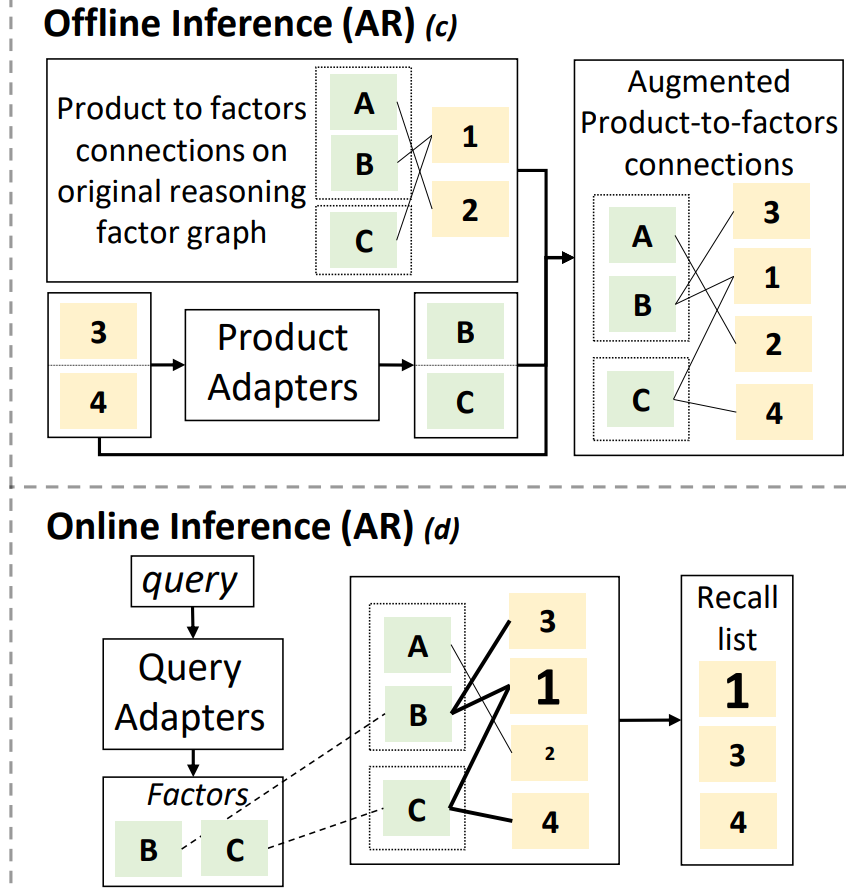 Offline Inference (AR) (c)
Product to factors
connections on
original reasoning
factor graph
A
B
C
1
2
3
4
Product
Adapters
B
C
Augmented
Product-to-factors
connections
A
B
C
3
1
2
4
Online Inference (AR) (d)
query
Query
Adapters
Factors
B
C
A
B
C
3
1
2
4
Recall
list
1
3
4